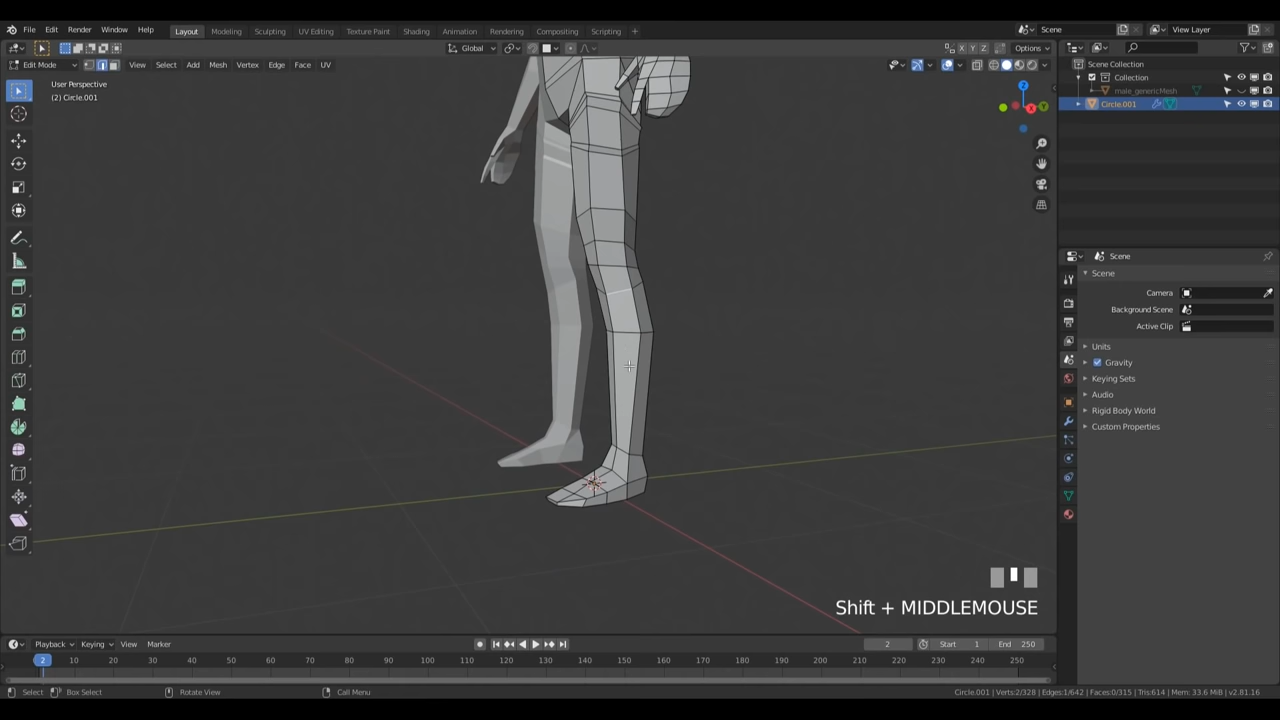 File Edit Render Window Help Layout Modeling Sculpting UV Editing Texture Paint Shading Animation Rendering Compositing Scripting + Scene View Layer
Global X Y Z Options
Edit Mode View Select Add Mesh Vertex Edge Face UV
User Perspective
(2) Circle.001
Scene Collection
Collection
male_genericMesh
Circle.001
Scene
Scene
Camera
Background Scene
Active Clip
Units
Gravity
Keying Sets
Audio
Rigid Body World
Custom Properties
Shift + MIDDLEMOUSE
Playback Keying View Marker 2 Start 1 End 250
2 10 20 30 40 50 60 70 80 90 100 110 120 130 140 150 160 170 180 190 200 210 220 230 240 250
Select Box Select Rotate View Call Menu Circle.001 | Verts:2/328 | Edges:1/642 | Faces:0/315 | Tris:614 | Mem: 33.6 MiB | v2.81.16